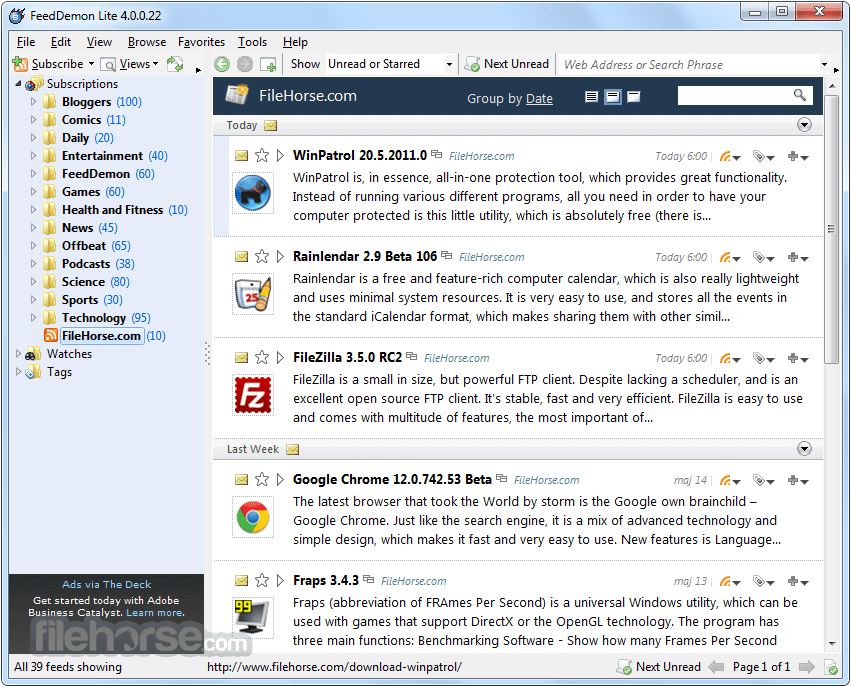 FeedDemon Lite 4.0.0.22
File Edit View Browse Favorites Tools Help
Subscribe Views Show Unread or Starred Next Unread Web Address or Search Phrase
Subscriptions
Bloggers (100)
Comics (11)
Daily (20)
Entertainment (40)
FeedDemon (60)
Games (60)
Health and Fitness (10)
News (45)
Offbeat (65)
Podcasts (38)
Science (80)
Sports (30)
Technology (95)
FileHorse.com (10)
Watches
Tags
Ads via The Deck
Get started today with Adobe
Business Catalyst. Learn more.
filehorse.com
FileHorse.com Group by Date
Today
WinPatrol 20.5.2011.0 FileHorse.com Today 6:00
WinPatrol is, in essence, all-in-one protection tool, which provides great functionality.
Instead of running various different programs, all you need in order to have your
computer protected is this little utility, which is absolutely free (there is...
Rainlendar 2.9 Beta 106 FileHorse.com Today 6:00
25
Rainlendar is a free and feature-rich computer calendar, which is also really lightweight
and uses minimal system resources. It is very easy to use, and stores all the events in
the standard iCalendar format, which makes sharing them with other simil...
FileZilla 3.5.0 RC2 FileHorse.com Today 6:00
Fz
FileZilla is a small in size, but powerful FTP client. Despite lacking a scheduler, and is an
excellent open source FTP client. It's stable, fast and very efficient. FileZilla is easy to use
and comes with multitude of features, the most important of...
Last Week
Google Chrome 12.0.742.53 Beta FileHorse.com maj 14
The latest browser that took the World by storm is the Google own brainchild –
Google Chrome. Just like the search engine, it is a mix of advanced technology and
simple design, which makes it fast and very easy to use. New features is Language...
Fraps 3.4.3 FileHorse.com maj 13
99
Fraps (abbreviation of FRAmes Per Second) is a universal Windows utility, which can be
used with games that support DirectX or the OpenGL technology. The program has
three main functions: Benchmarking Software - Show how many Frames Per Second
All 39 feeds showing http://www.filehorse.com/download-winpatrol/ Next Unread Page 1 of 1